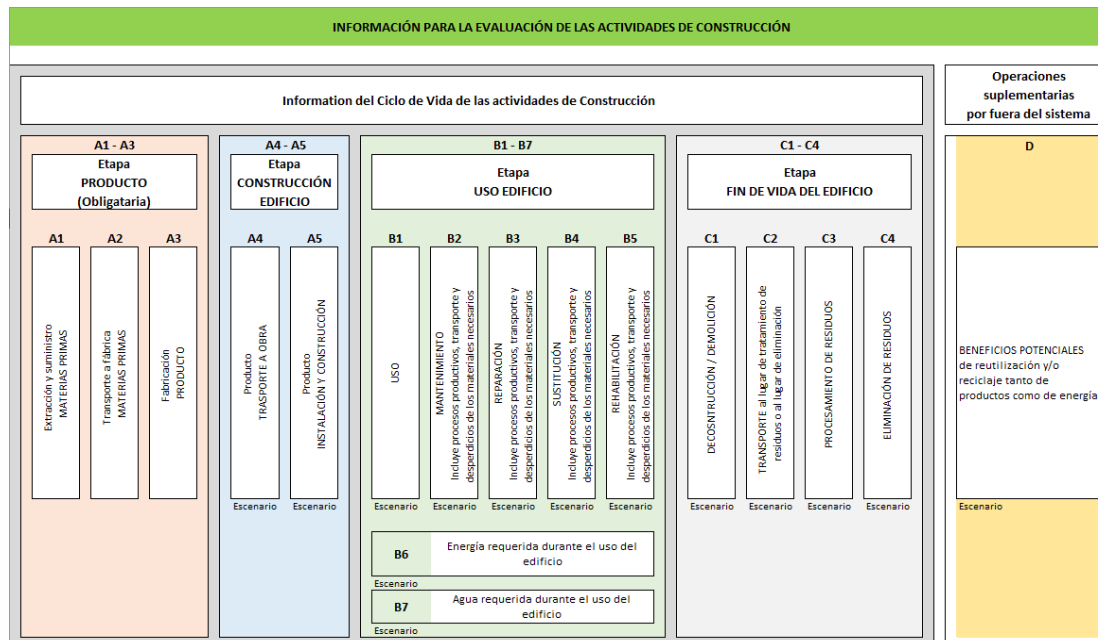 INFORMACIÓN PARA LA EVALUACIÓN DE LAS ACTIVIDADES DE CONSTRUCCIÓN
Information del Ciclo de Vida de las actividades de Construcción
Operaciones
suplementarias
por fuera del sistema
A1 - A3
Etapa
PRODUCTO
(Obligataria)
A4 - A5
Etapa
CONSTRUCCIÓN
EDIFICIO
B1 - B7
Etapa
USO EDIFICIO
C1 - C4
Etapa
FIN DE VIDA DEL EDIFICIO
D
A1
Extracción y suministro
MATERIAS PRIMAS
A2
Transporte a fábrica
MATERIAS PRIMAS
A3
Fabricación
PRODUCTO
A4
Producto
TRASPORTE A OBRA
Escenario
A5
Producto
INSTALACIÓN Y CONSTRUCCIÓN
Escenario
B1
USO
Escenario
B2
MANTENIMIENTO
Incluye procesos productivos, transporte y
desperdicios de los materiales necesarios
Escenario
B3
REPARACIÓN
Incluye procesos productivos, transporte y
desperdicios de los materiales necesarios
Escenario
B4
SUSTITUCIÓN
Incluye procesos productivos, transporte y
desperdicios de los materiales necesarios
Escenario
B5
REHABILITACIÓN
Incluye procesos productivos, transporte y
desperdicios de los materiales necesarios
Escenario
B6
Energía requerida durante el uso del
edificio
Escenario
B7
Agua requerida durante el uso del
edificio
Escenario
C1
DECOSNTRUCCIÓN / DEMOLICIÓN
Escenario
C2
TRANSPORTE al lugar de tratamiento de
residuos o al lugar de eliminación
Escenario
C3
PROCESAMIENTO DE RESIDUOS
Escenario
C4
ELIMINACIÓN DE RESIDUOS
Escenario
BENEFICIOS POTENCIALES
de reutilización y/o
reciclaje tanto de
productos como de energía
Escenario